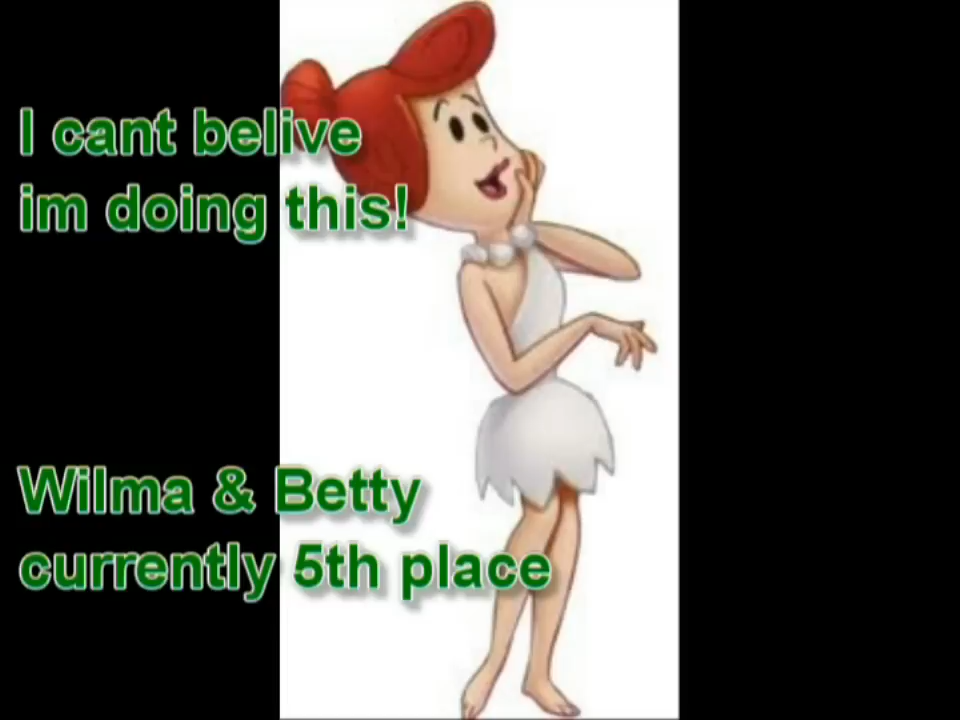 I cant belive
im doing this!
Wilma & Betty
currently 5th place